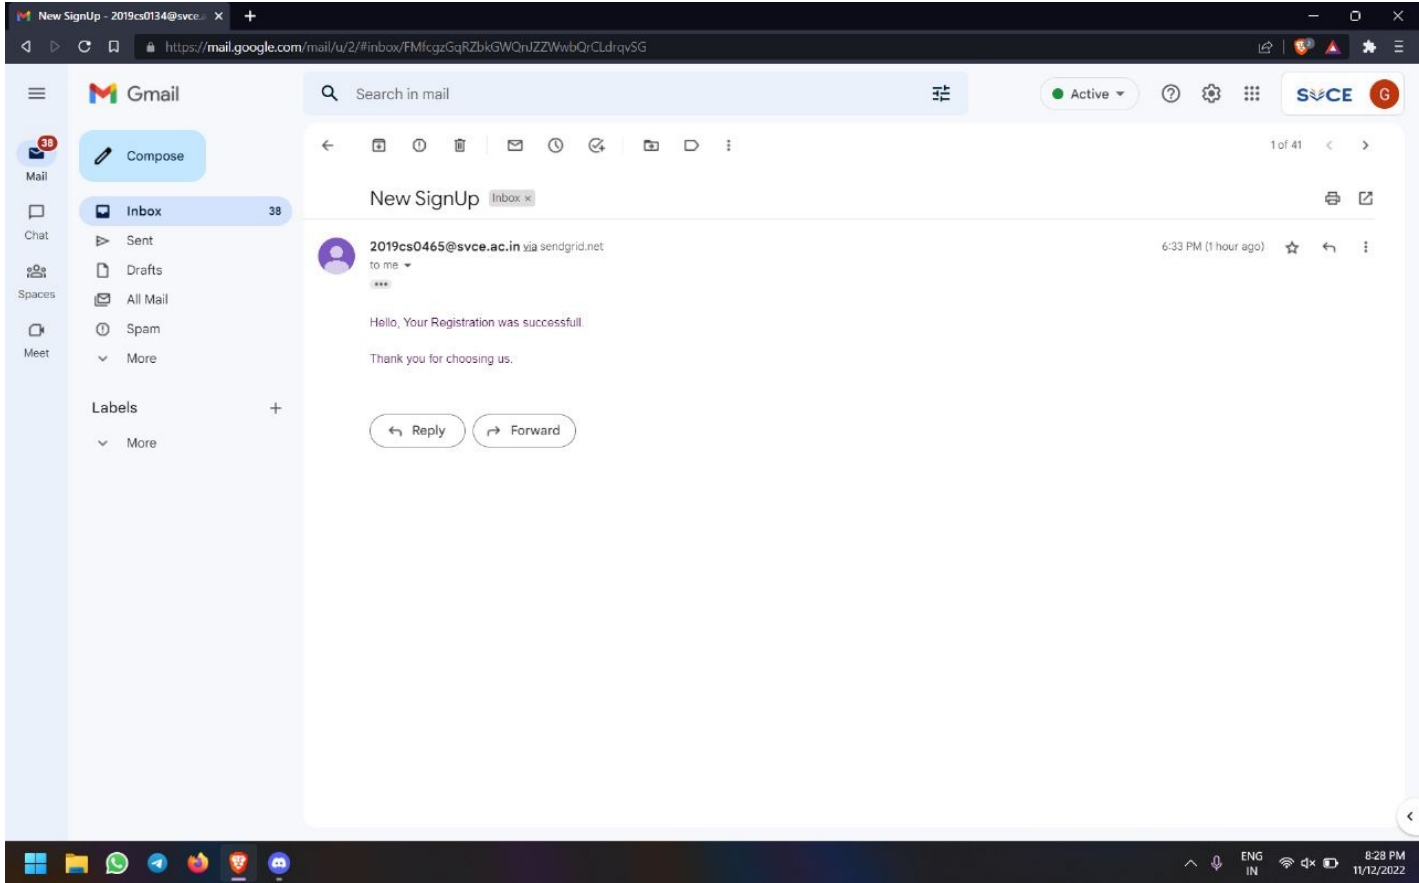 New SignUp - 2019cs0134@svce.a
https://mail.google.com/mail/u/2/#inbox/FMfcgzGqRZbkGWQnJZZWwbQrCLdrqvSG
2
Gmail
Search in mail
Active
SVCE
G
38
Mail
Chat
Spaces
Meet
Compose
Inbox 38
Sent
Drafts
All Mail
Spam
More
Labels
More
1 of 41
New SignUp Inbox ×
2019cs0465@svce.ac.in via sendgrid.net 6:33 PM (1 hour ago)
to me
Hello, Your Registration was successfull.
Thank you for choosing us.
Reply Forward
ENG
IN
8:28 PM
11/12/2022